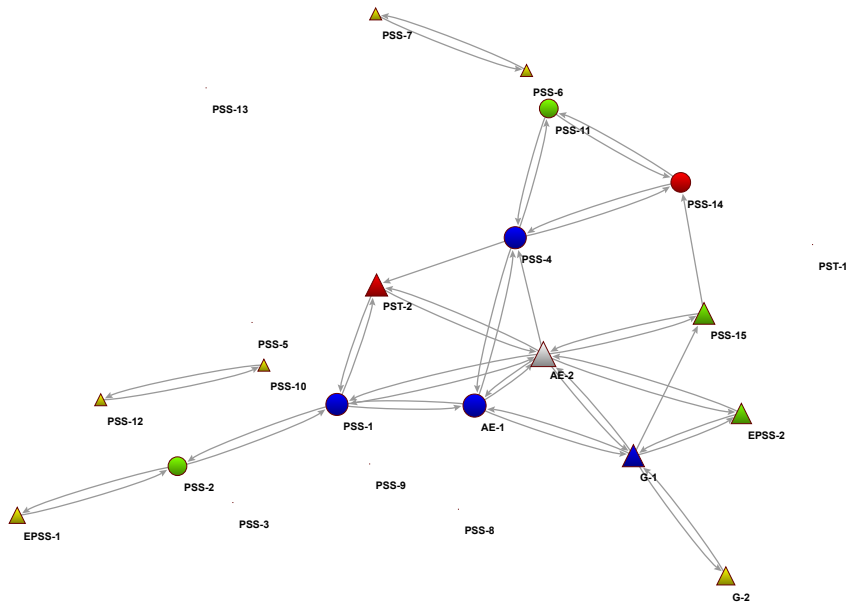 PSS-7
PSS-6
PSS-13
PSS-11
PSS-14
PSS-4
PST-1
PST-2
PSS-15
PSS-5
AE-2
PSS-10
PSS-12
PSS-1
AE-1
EPSS-2
PSS-2
G-1
PSS-9
PSS-3
PSS-8
EPSS-1
G-2